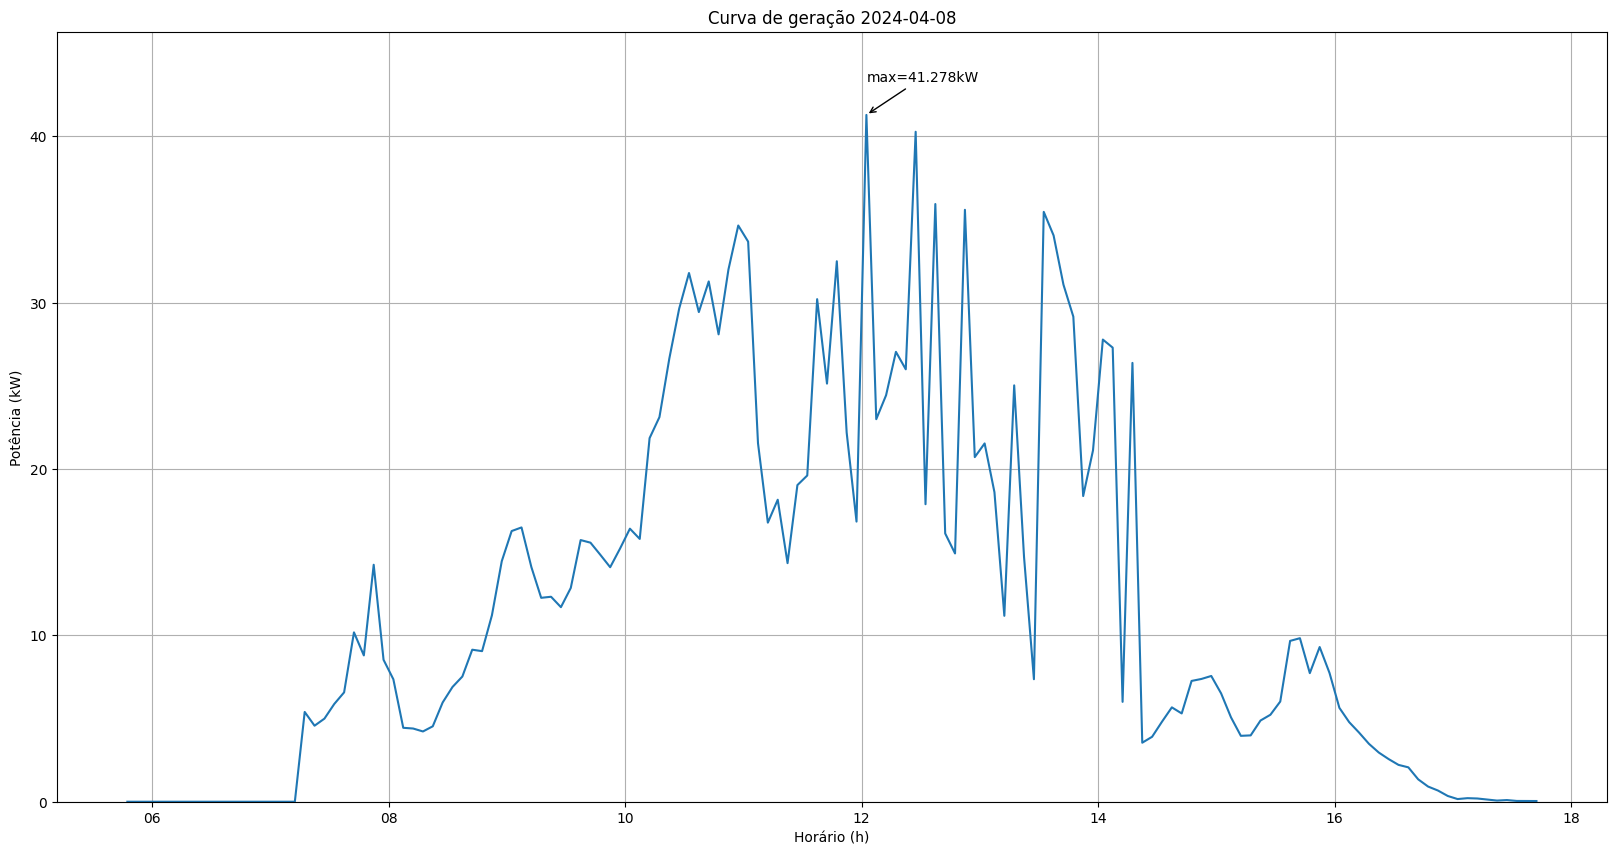 Curva de geração 2024-04-08
max=41.278kW
Potência (kW)
40
30
20
10
0
06 08 10 12 14 16 18
Horário (h)